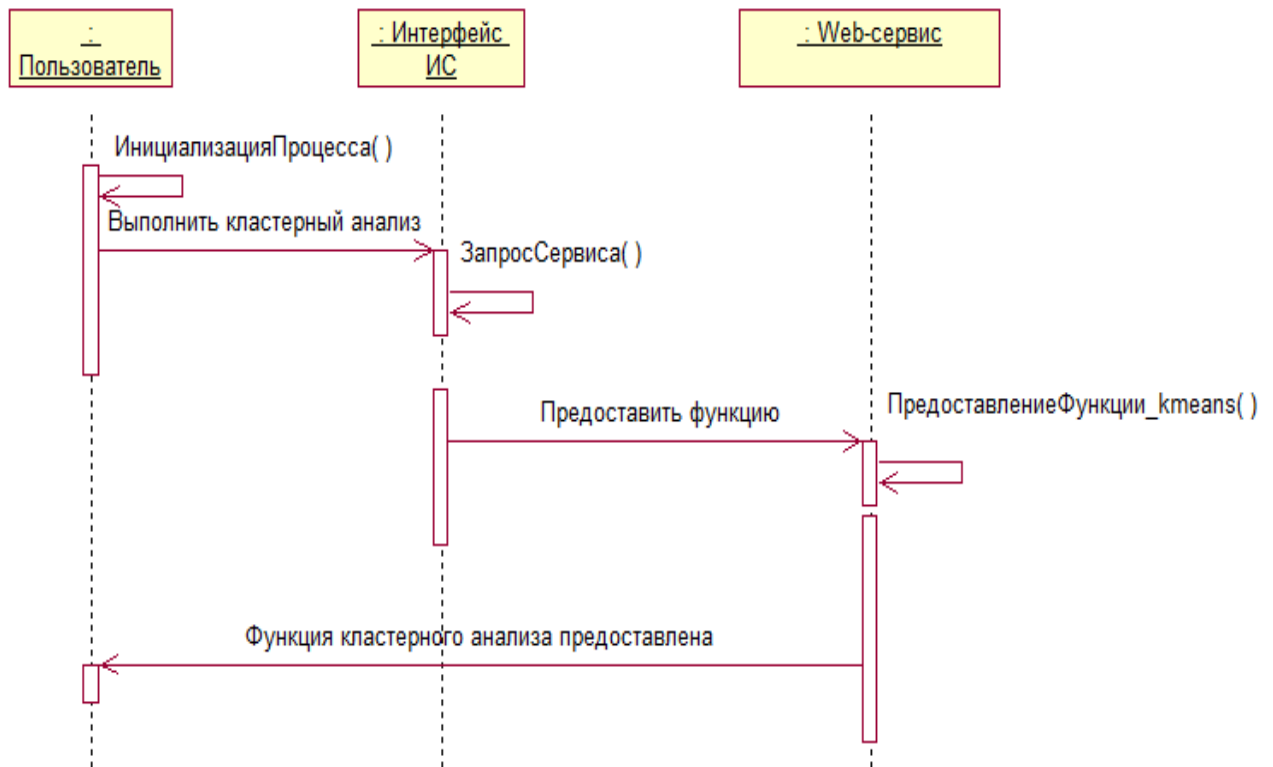 :
Пользователь
: Интерфейс
ИС
: Web-сервис
ИнициализацияПроцесса( )
Выполнить кластерный анализ
ЗапросСервиса( )
ПредоставлениеФункции_kmeans( )
Предоставить функцию
Функция кластерного анализа предоставлена